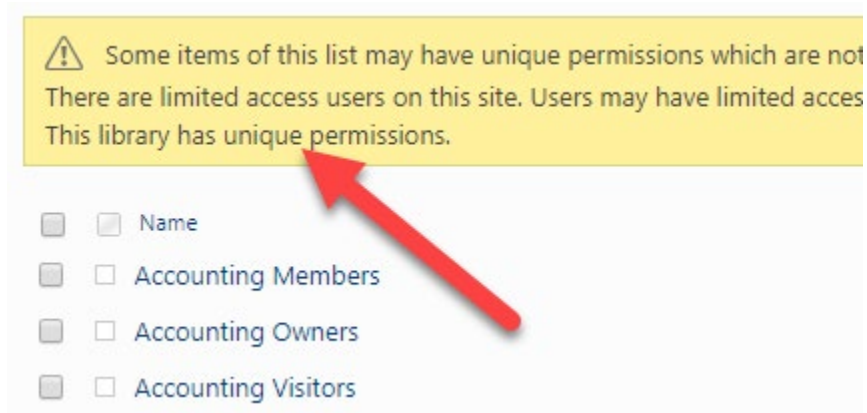 Some items of this list may have unique permissions which are not
There are limited access users on this site. Users may have limited acces
This library has unique permissions.
Name
Accounting Members
Accounting Owners
Accounting Visitors